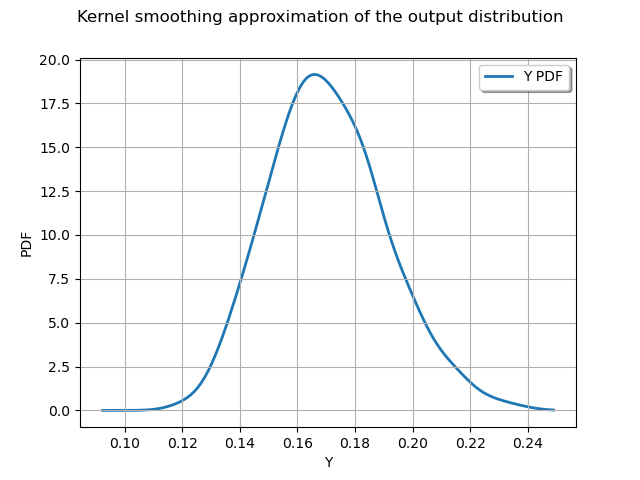 Kernel smoothing approximation of the output distribution
20.0
17.5
15.0
12.5
10.0
7.5
5.0
2.5
0.0
PDF
Y PDF
0.10 0.12 0.14 0.16 0.18 0.20 0.22 0.24
Y